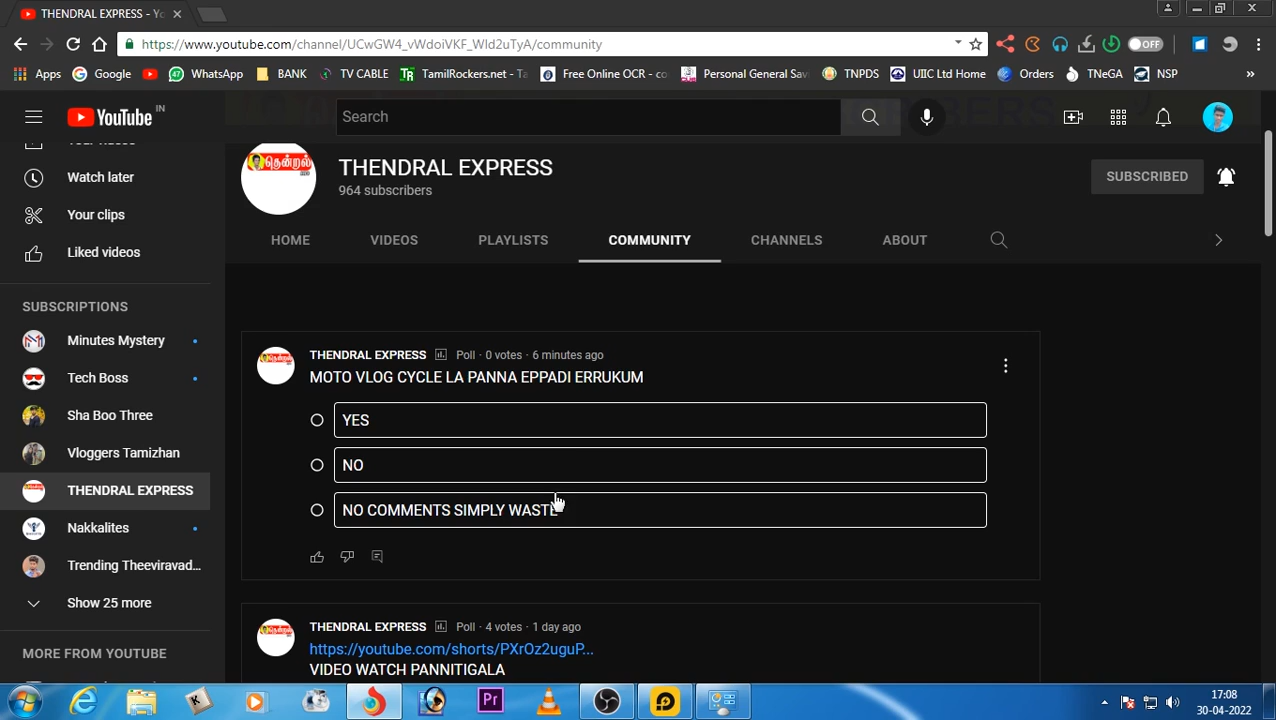 THENDRAL EXPRESS - Yo
https://www.youtube.com/channel/UCwGW4_vWdoiVKF_Wld2uTyA/community
OFF
Apps Google WhatsApp BANK TV CABLE TamilRockers.net - Ta Free Online OCR - co Personal General Sav TNPDS UIIC Ltd Home Orders TNeGA NSP »
YouTube IN
Search
Watch later
Your clips
Liked videos
SUBSCRIPTIONS
Minutes Mystery
Tech Boss
Sha Boo Three
Vloggers Tamizhan
THENDRAL EXPRESS
Nakkalites
Trending Theeviravad...
Show 25 more
MORE FROM YOUTUBE
தென்றல்
THENDRAL EXPRESS
964 subscribers
SUBSCRIBED
HOME VIDEOS PLAYLISTS COMMUNITY CHANNELS ABOUT
THENDRAL EXPRESS Poll · 0 votes · 6 minutes ago
MOTO VLOG CYCLE LA PANNA EPPADI ERRUKUM
YES
NO
NO COMMENTS SIMPLY WASTE
THENDRAL EXPRESS Poll · 4 votes · 1 day ago
https://youtube.com/shorts/PXrOz2uguP...
VIDEO WATCH PANNITIGALA
Pr
17:08
30-04-2022